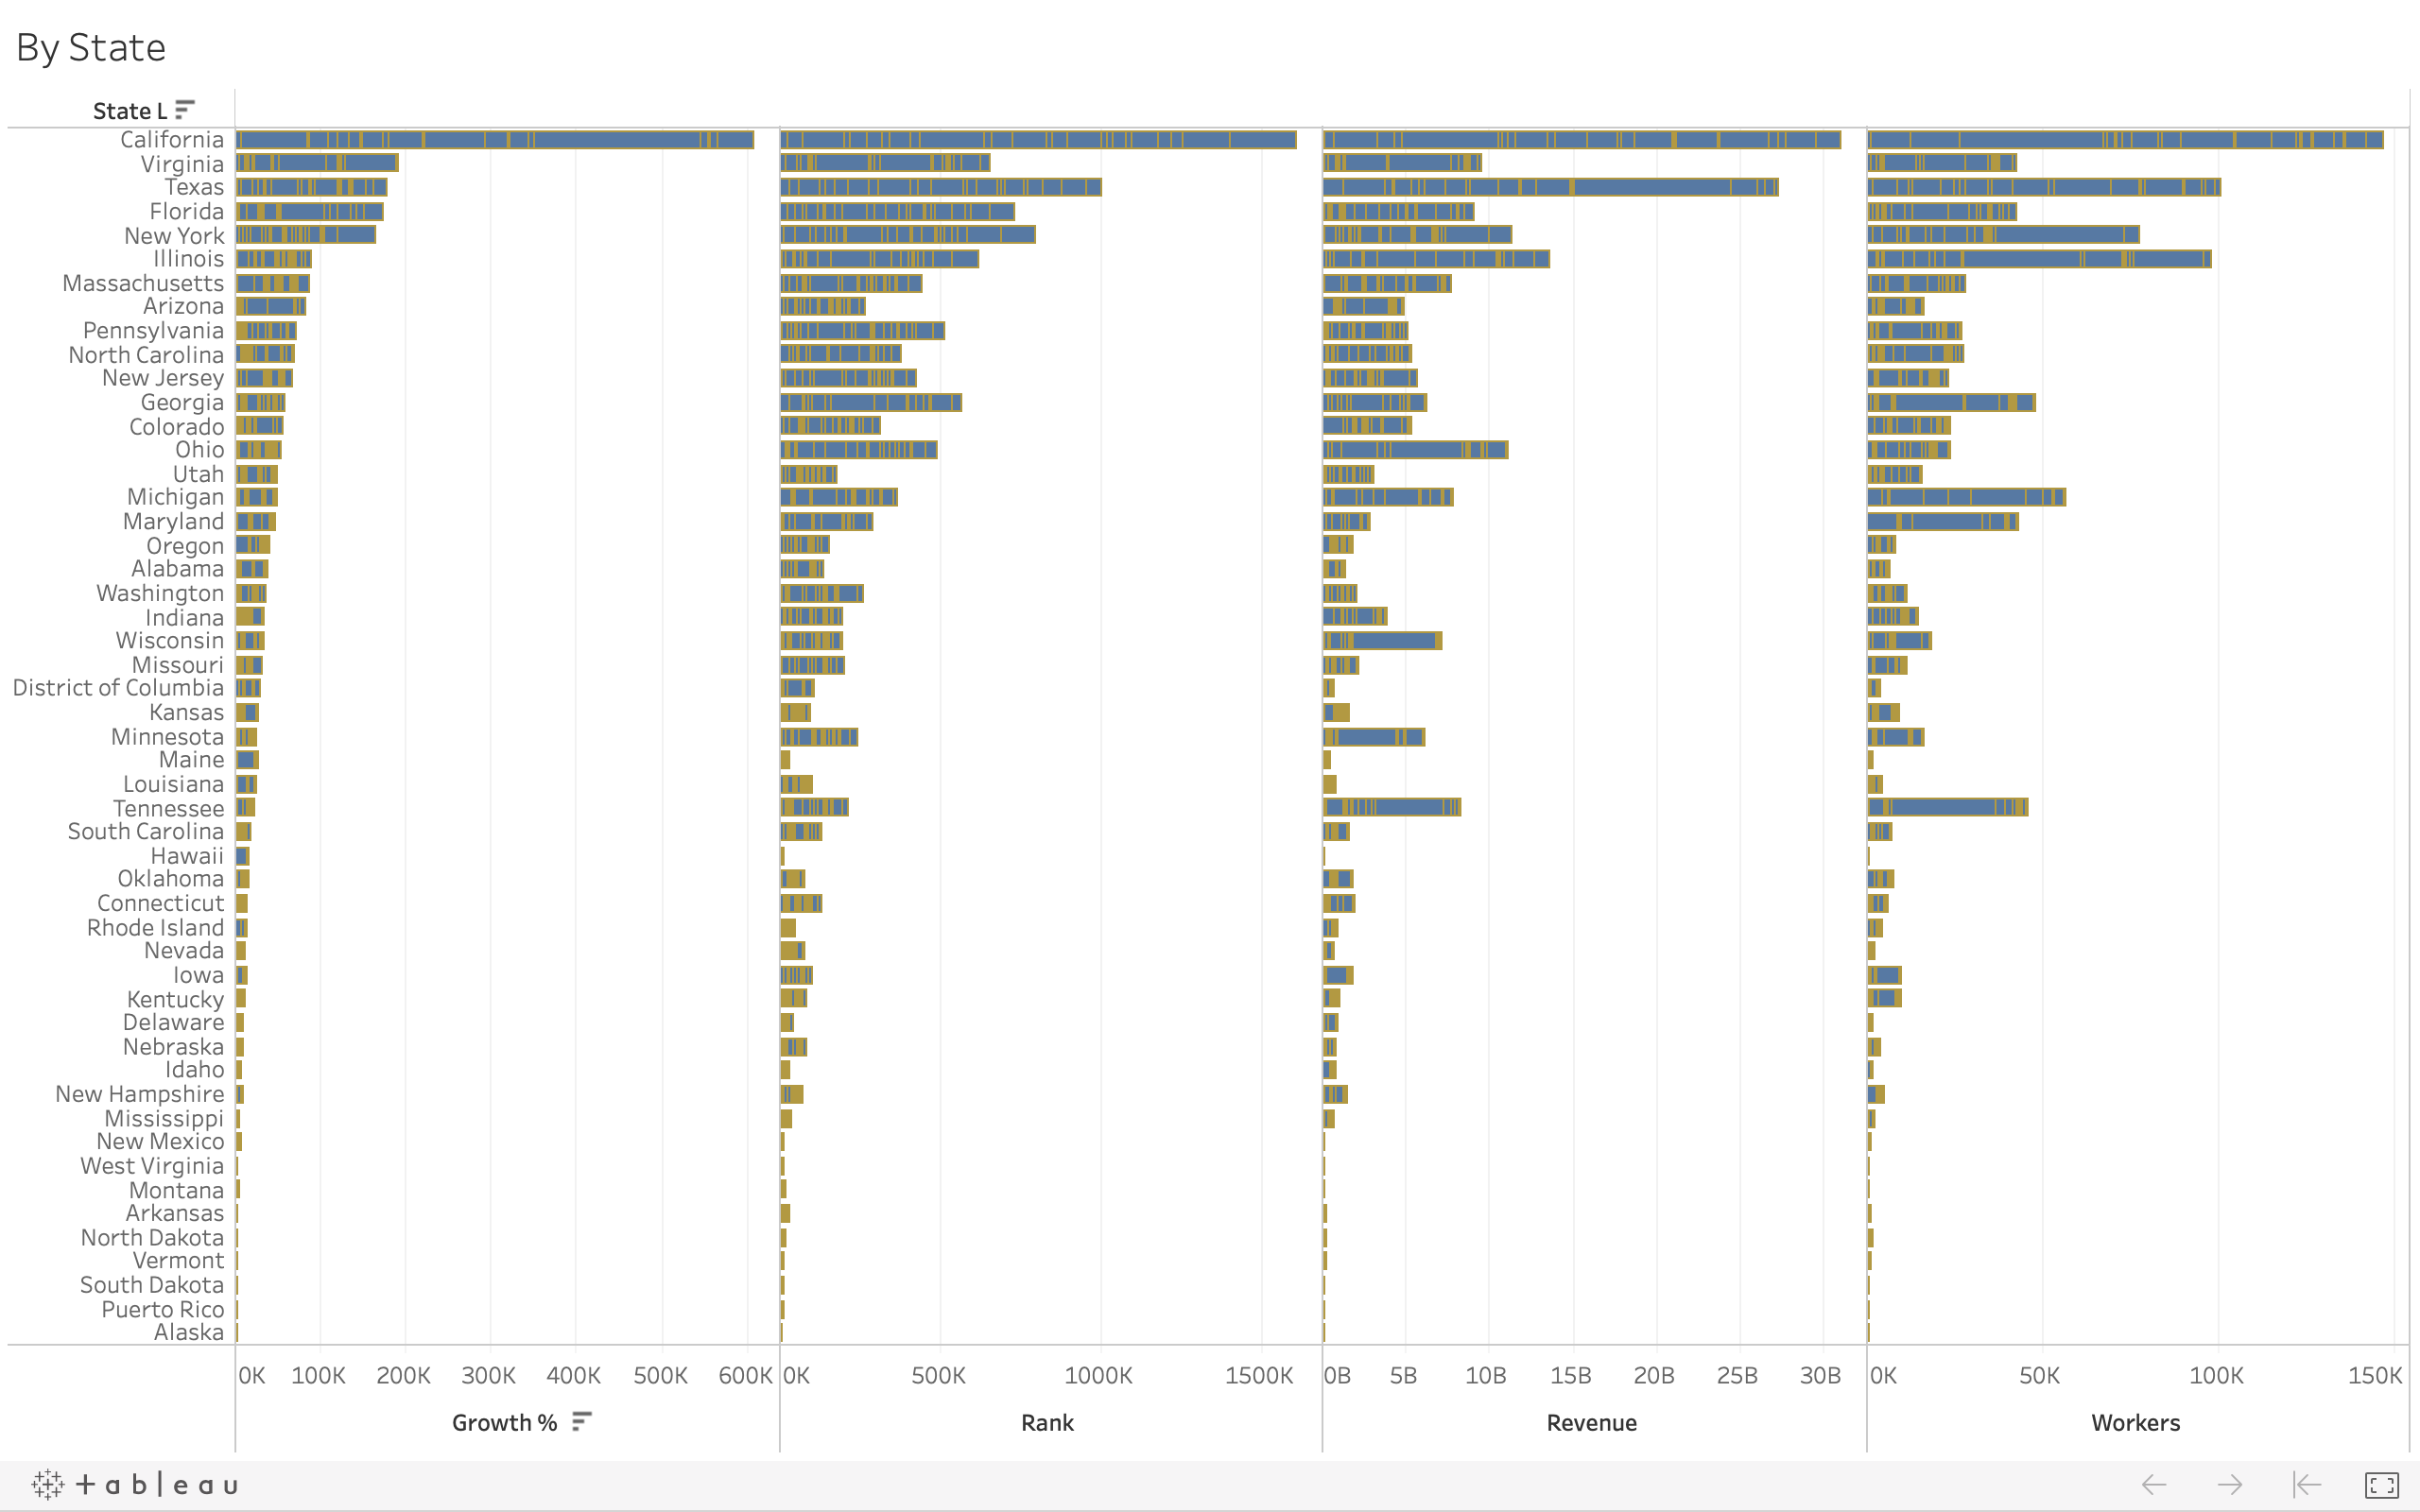 By State
State L
California
Virginia
Texas
Florida
New York
Illinois
Massachusetts
Arizona
Pennsylvania
North Carolina
New Jersey
Georgia
Colorado
Ohio
Utah
Michigan
Maryland
Oregon
Alabama
Washington
Indiana
Wisconsin
Missouri
District of Columbia
Kansas
Minnesota
Maine
Louisiana
Tennessee
South Carolina
Hawaii
Oklahoma
Connecticut
Rhode Island
Nevada
Iowa
Kentucky
Delaware
Nebraska
Idaho
New Hampshire
Mississippi
New Mexico
West Virginia
Montana
Arkansas
North Dakota
Vermont
South Dakota
Puerto Rico
Alaska
0K 100K 200K 300K 400K 500K 600K 0K 500K 1000K 1500K 0B 5B 10B 15B 20B 25B 30B 0K 50K 100K 150K
Growth % Rank Revenue Workers
+ a b | e a u